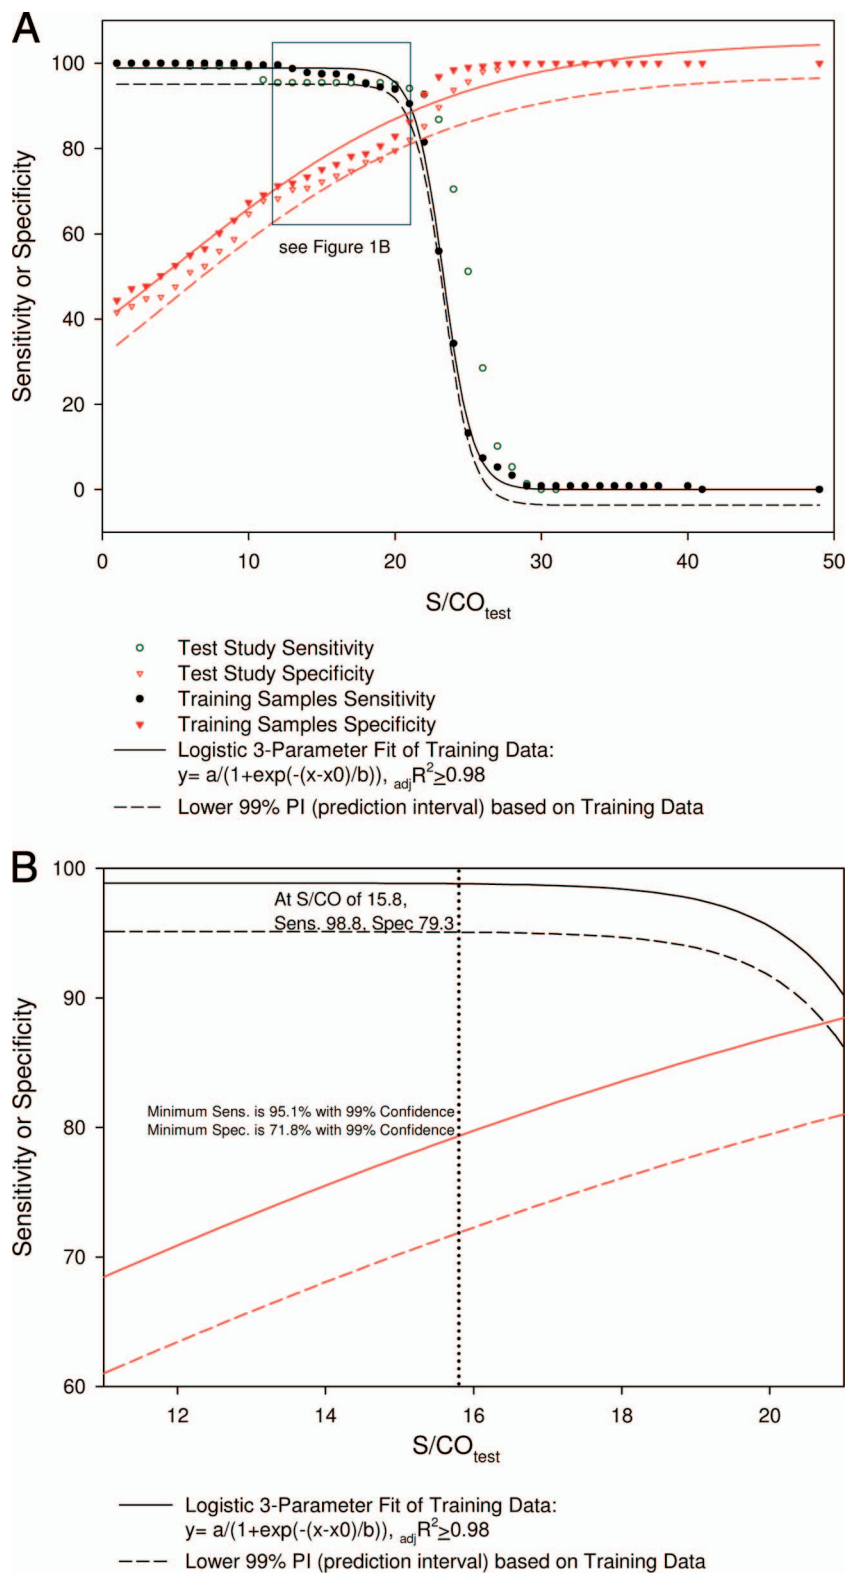 A
100
80
60
40
20
0
Sensitivity or Specificity
see Figure 1B
0 10 20 30 40 50
S/CO_test
Test Study Sensitivity
Test Study Specificity
Training Samples Sensitivity
Training Samples Specificity
Logistic 3-Parameter Fit of Training Data:
y= a/(1+exp(-(x-x0)/b)), adjR²≥0.98
Lower 99% PI (prediction interval) based on Training Data
B
100
90
80
70
60
Sensitivity or Specificity
At S/CO of 15.8,
Sens. 98.8, Spec 79.3
Minimum Sens. is 95.1% with 99% Confidence
Minimum Spec. is 71.8% with 99% Confidence
12 14 16 18 20
S/CO_test
Logistic 3-Parameter Fit of Training Data:
y= a/(1+exp(-(x-x0)/b)), adjR²≥0.98
Lower 99% PI (prediction interval) based on Training Data